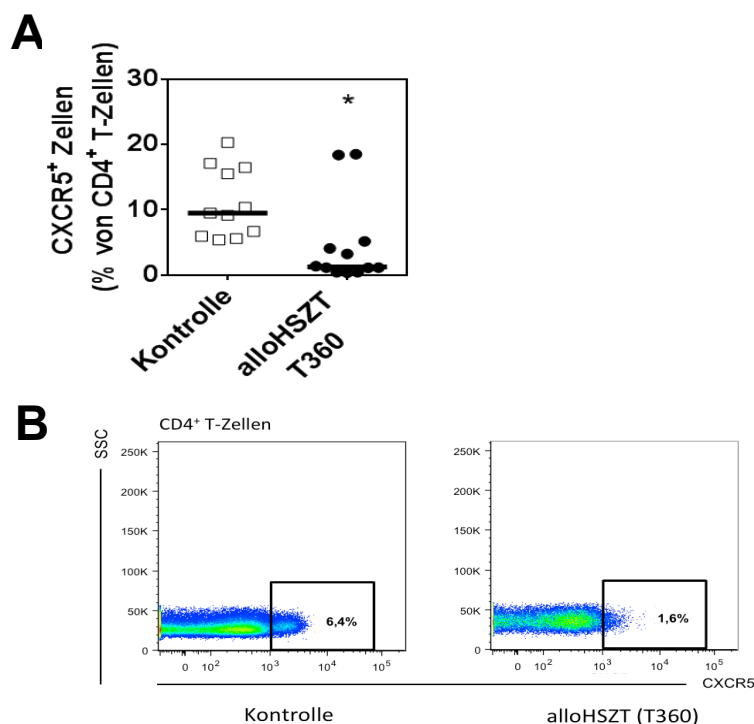 A
CXCR5⁺ Zellen
(% von CD4⁺ T-Zellen)
30
20
10
0
*
Kontrolle
alloHSZT
T360
B
CD4⁺ T-Zellen
SSC
250K
200K
150K
100K
50K
0
6,4%
0 10² 10³ 10⁴ 10⁵
250K
200K
150K
100K
50K
0
1,6%
0 10² 10³ 10⁴ 10⁵
CXCR5
Kontrolle
alloHSZT (T360)